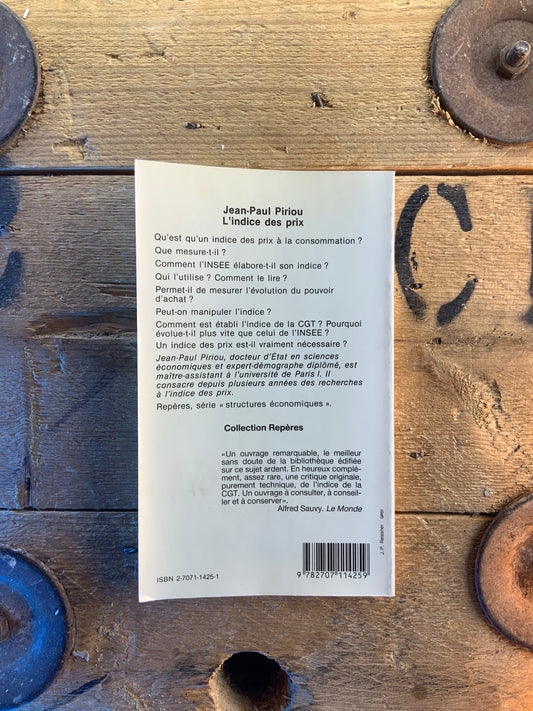 Jean-Paul Piriou
L'indice des prix
Qu'est qu'un indice des prix à la consommation ?
Que mesure-t-il ?
Comment l'INSEE élabore-t-il son indice ?
Qui l'utilise ? Comment le lire ?
Permet-il de mesurer l'évolution du pouvoir
d'achat ?
Peut-on manipuler l'indice ?
Comment est établi l'indice de la CGT ? Pourquoi
évolue-t-il plus vite que celui de l'INSEE ?
Un indice des prix est-il vraiment nécessaire ?
Jean-Paul Piriou, docteur d'État en sciences
économiques et expert-démographe diplômé, est
maître-assistant à l'université de Paris I. Il
consacre depuis plusieurs années des recherches
à l'indice des prix.
Repères, série « structures économiques ».
Collection Repères
«Un ouvrage remarquable, le meilleur
sans doute de la bibliothèque édifiée
sur ce sujet ardent. En heureux complé-
ment, assez rare, une critique originale,
purement technique, de l'indice de la
CGT. Un ouvrage à consulter, à conseil-
ler et à conserver».
Alfred Sauvy. Le Monde
J.-P. Reissner
ISBN 2-7071-1425-1
9 782707 114259
C